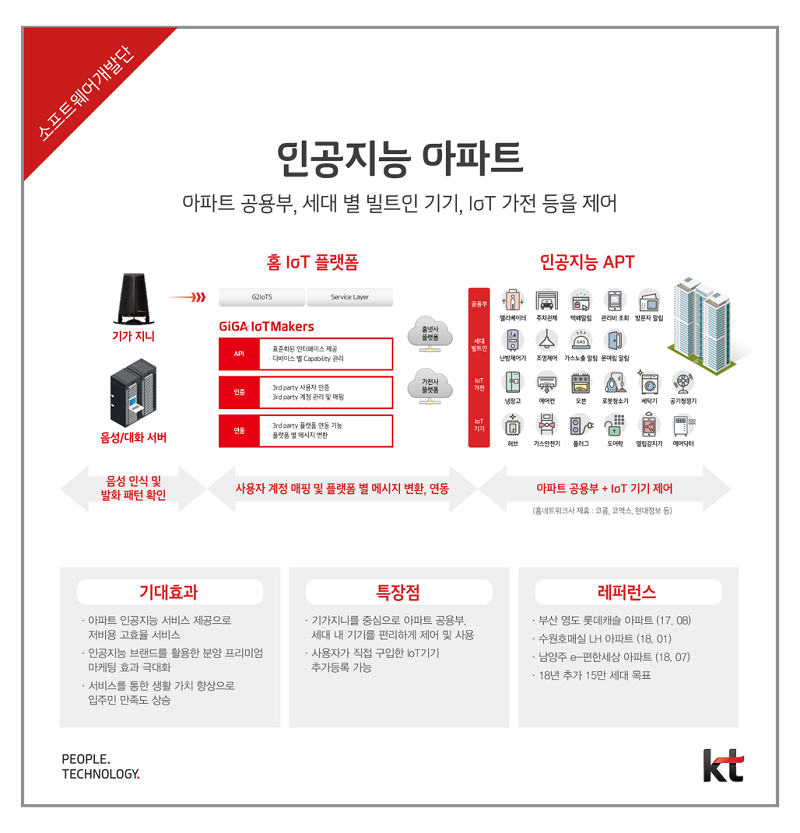 소프트웨어개발단
인공지능 아파트
아파트 공용부, 세대 별 빌트인 기기, IoT 가전 등을 제어
홈 IoT 플랫폼
인공지능 APT
기가 지니
음성/대화 서버
G2IoTS
Service Layer
GiGA IoTMakers
API
· 표준화된 인터페이스 제공
· 디바이스 별 Capability 관리
인증
· 3rd party 사용자 인증
· 3rd party 계정 관리 및 매핑
연동
· 3rd party 플랫폼 연동 기능
· 플랫폼 별 메시지 변환
홈넷사
플랫폼
가전사
플랫폼
공용부
엘리베이터 주차관제 택배알림 관리비 조회 방문자 알림
세대
빌트인
난방제어기 조명제어 가스노출 알림 문열림 알림
IoT
가전
냉장고 에어컨 오븐 로봇청소기 세탁기 공기청정기
IoT
기기
허브 가스안전기 플러그 도어락 열림감지기 에어닥터
음성 인식 및
발화 패턴 확인
사용자 계정 매핑 및 플랫폼 별 메시지 변환, 연동
아파트 공용부 + IoT 기기 제어
(홈네트워크사 제휴 : 코콤, 코맥스, 현대정보 등)
기대효과
· 아파트 인공지능 서비스 제공으로
저비용 고효율 서비스
· 인공지능 브랜드를 활용한 분양 프리미엄
마케팅 효과 극대화
· 서비스를 통한 생활 가치 향상으로
입주민 만족도 상승
특장점
· 기가지니를 중심으로 아파트 공용부,
세대 내 기기를 편리하게 제어 및 사용
· 사용자가 직접 구입한 IoT기기
추가등록 가능
레퍼런스
· 부산 영도 롯데캐슬 아파트 (17. 08)
· 수원호매실 LH 아파트 (18. 01)
· 남양주 e-편한세상 아파트 (18. 07)
· 18년 추가 15만 세대 목표
PEOPLE.
TECHNOLOGY.
kt